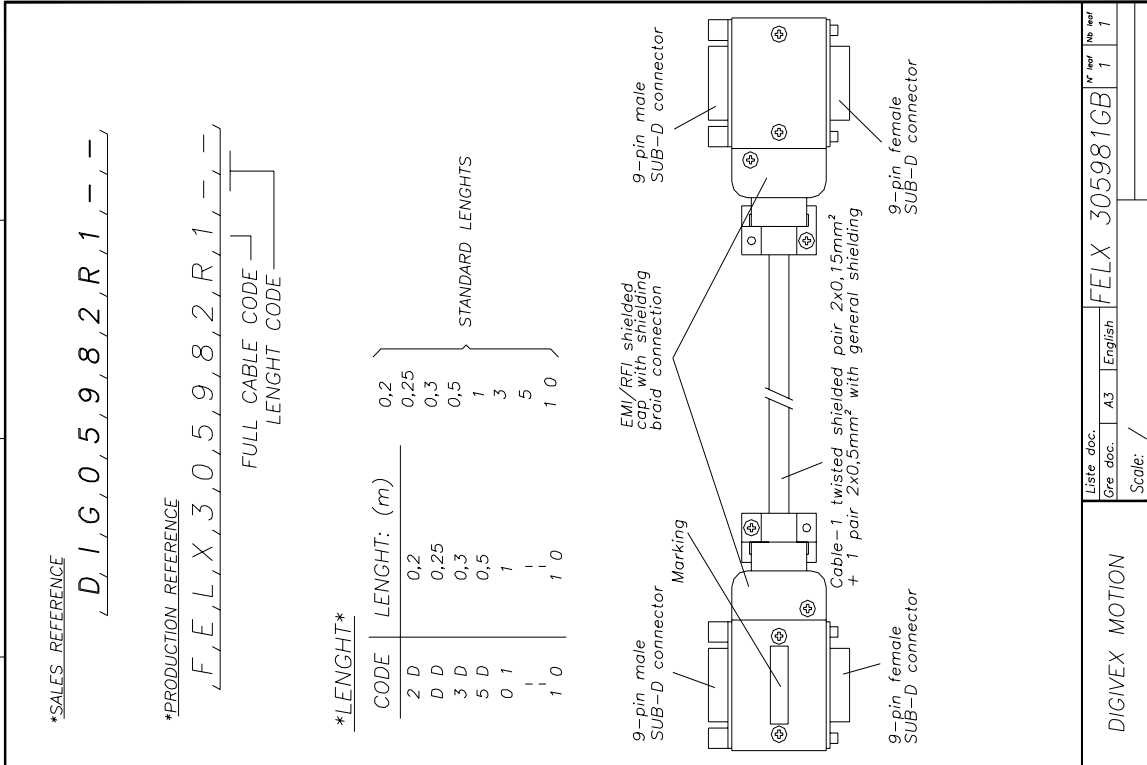 *SALES REFERENCE
D I G 0 5 9 8 2 R 1 - -
*PRODUCTION REFERENCE
F E L X 3 0 5 9 8 2 R 1 - -
FULL CABLE CODE
LENGHT CODE
*LENGHT*
CODE LENGHT: (m)
2 D 0,2 0,2
D D 0,25 0,25
3 D 0,3 0,3
5 D 0,5 0,5
0 1 1 1
3
5
1 0 1 0 1 0
STANDARD LENGHTS
9-pin male
SUB-D connector
Marking
EMI/RFI shielded
cap with shielding
braid connection
9-pin male
SUB-D connector
9-pin female
SUB-D connector
Cable-1 twisted shielded pair 2x0,15mm²
+ 1 pair 2x0,5mm² with general shielding
9-pin female
SUB-D connector
DIGIVEX MOTION
Liste doc.
Gre doc. A3 English
FELX 305981GB
N° leaf 1
Nb leaf 1
Scale: /